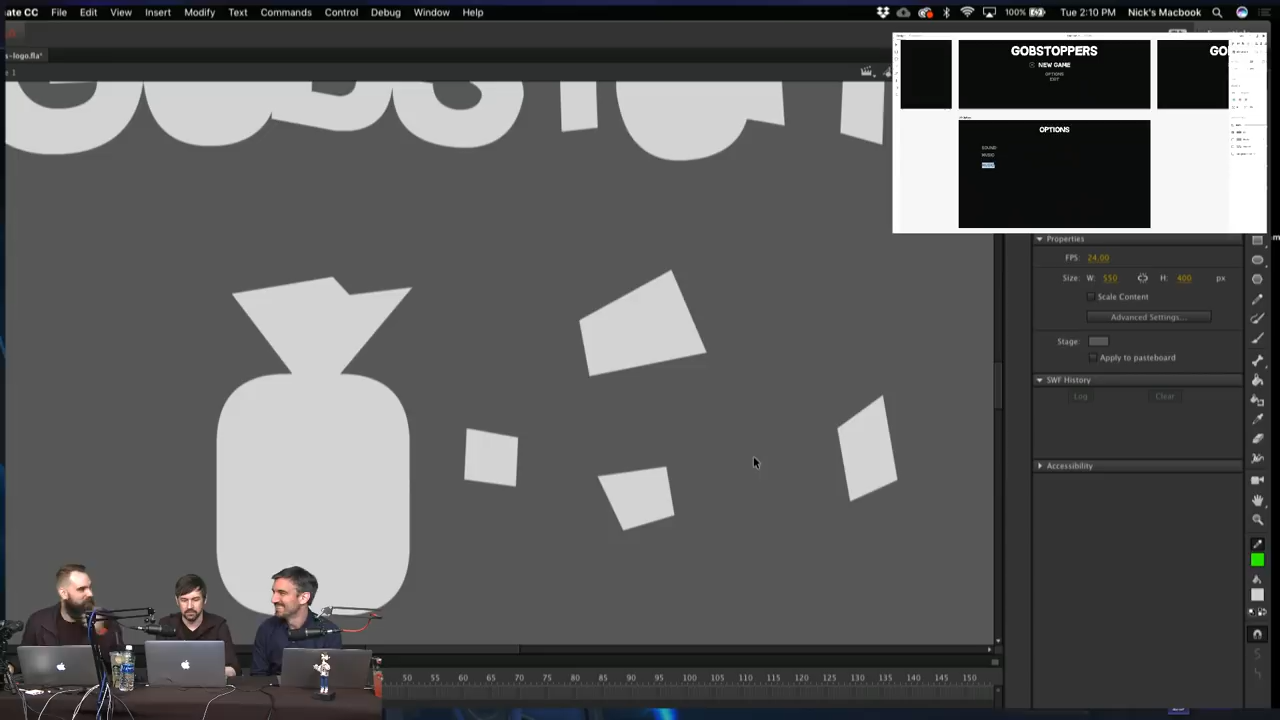 ate CC File Edit View Insert Modify Text Commands Control Debug Window Help 100% Tue 2:10 PM Nick's Macbook
s-logo.fla*
e 1
GOBSTOPPERS
NEW GAME
OPTIONS
EXIT
GO
OPTIONS
SOUND
MUSIC
Properties
FPS: 24.00
Size: W: 550 H: 400 px
Scale Content
Advanced Settings...
Stage:
Apply to pasteboard
SWF History
Log Clear
Accessibility
50 55 60 65 70 75 80 85 90 95 100 105 110 115 120 125 130 135 140 145 150